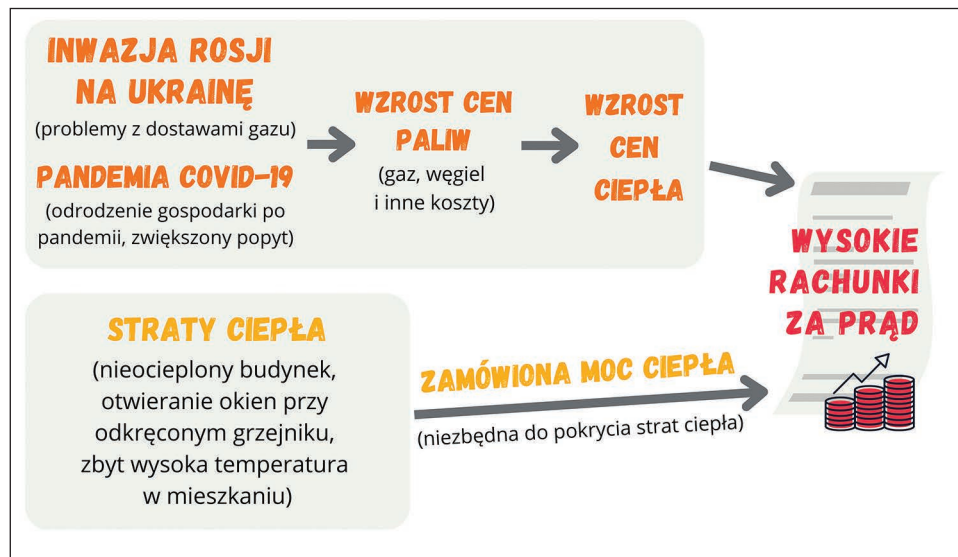 INWAZJA ROSJI
NA UKRAINĘ
(problemy z dostawami gazu)
PANDEMIA COVID-19
(odrodzenie gospodarki po
pandemii, zwiększony popyt)
WZROST CEN
PALIW
(gaz, węgiel
i inne koszty)
WZROST
CEN
CIEPŁA
WYSOKIE
RACHUNKI
ZA PRĄD
STRATY CIEPŁA
(nieocieplony budynek,
otwieranie okien przy
odkręconym grzejniku,
zbyt wysoka temperatura
w mieszkaniu)
ZAMÓWIONA MOC CIEPŁA
(niezbędna do pokrycia strat ciepła)